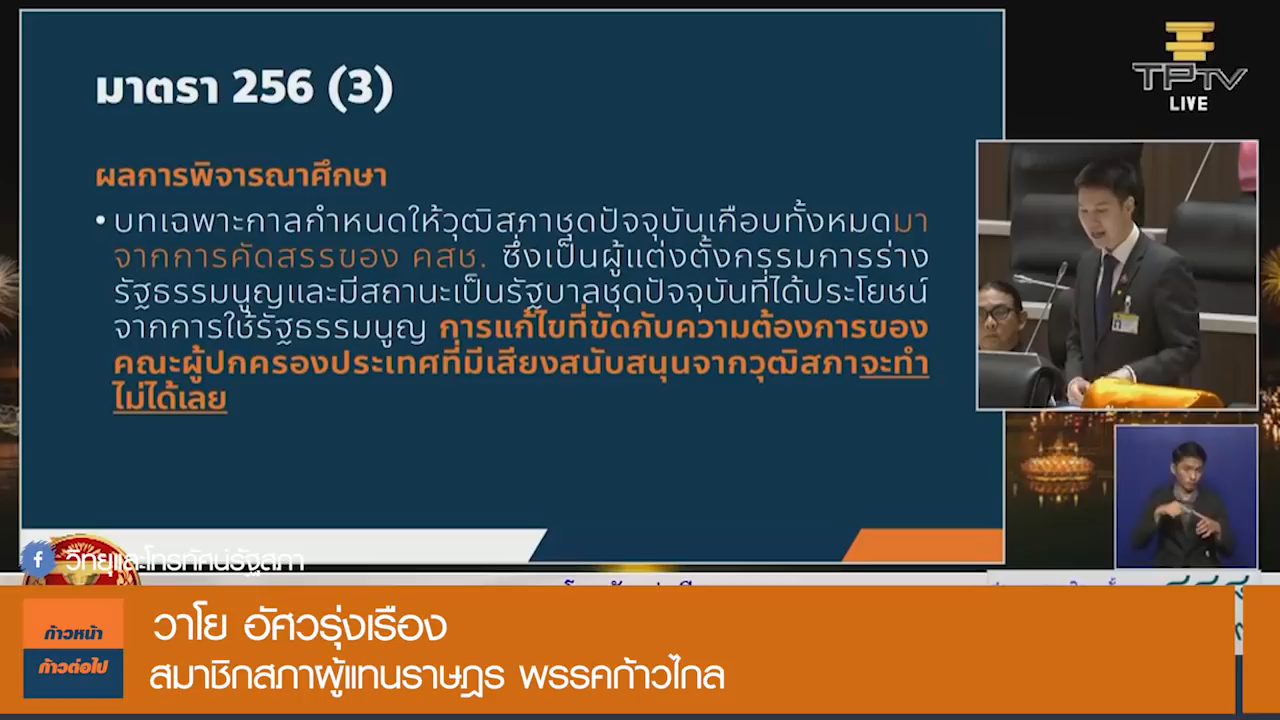 มาตรา 256 (3)
TPTV
LIVE
ผลการพิจารณาศึกษา
• บทเฉพาะกาลกำหนดให้วุฒิสภาชุดปัจจุบันเกือบทั้งหมดมา
จากการคัดสรรของ คสช. ซึ่งเป็นผู้แต่งตั้งกรรมการร่าง
รัฐธรรมนูญและมีสถานะเป็นรัฐบาลชุดปัจจุบันที่ได้ประโยชน์
จากการใช้รัฐธรรมนูญ การแก้ไขที่ขัดกับความต้องการของ
คณะผู้ปกครองประเทศที่มีเสียงสนับสนุนจากวุฒิสภาจะทำ
ไม่ได้เลย
f วิทยุและโทรทัศน์รัฐสภา
ก้าวหน้า
ก้าวต่อไป
วาโย อัศวรุ่งเรือง
สมาชิกสภาผู้แทนราษฎร พรรคก้าวไกล